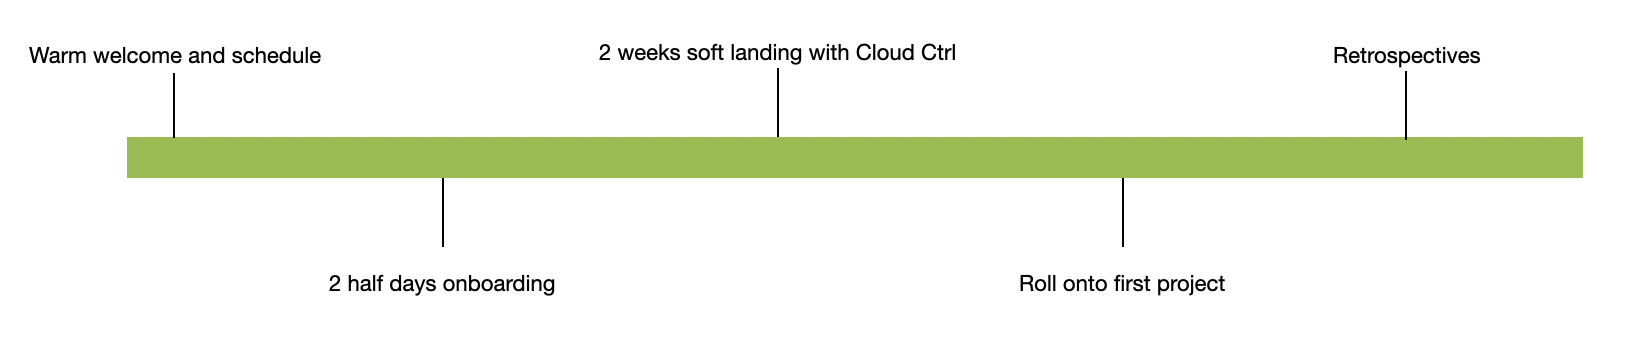 Warm welcome and schedule
2 half days onboarding
2 weeks soft landing with Cloud Ctrl
Roll onto first project
Retrospectives